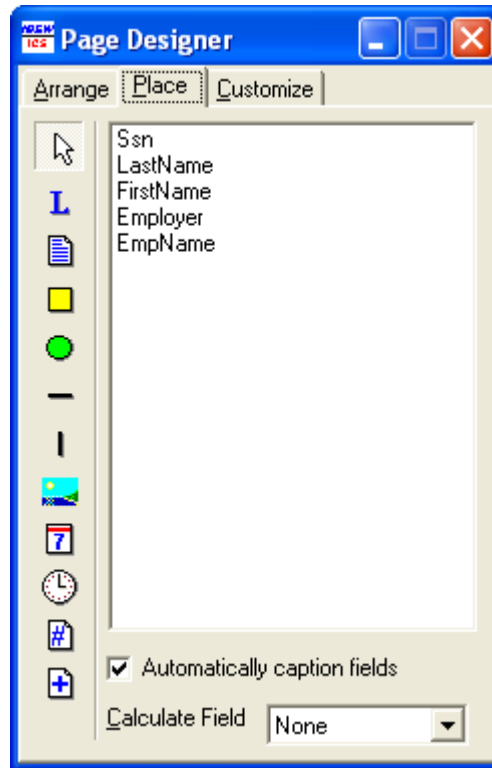 Page Designer
Arrange Place Customize
Ssn
LastName
FirstName
Employer
EmpName
L
7
#
Automatically caption fields
Calculate Field None